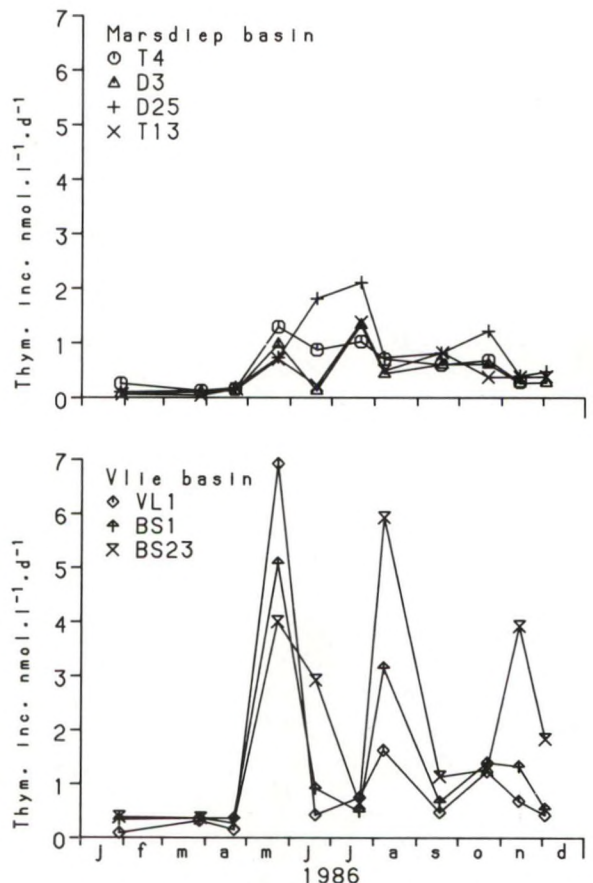 7
Marsdiep basin
T4
D3
D25
T13
6
5
4
3
2
1
0
Thym. Inc. nmol.l⁻¹.d⁻¹
7
Vlie basin
VL1
BS1
BS23
6
5
4
3
2
1
0
Thym. Inc. nmol.l⁻¹.d⁻¹
j f m a m j j a s o n d
1986